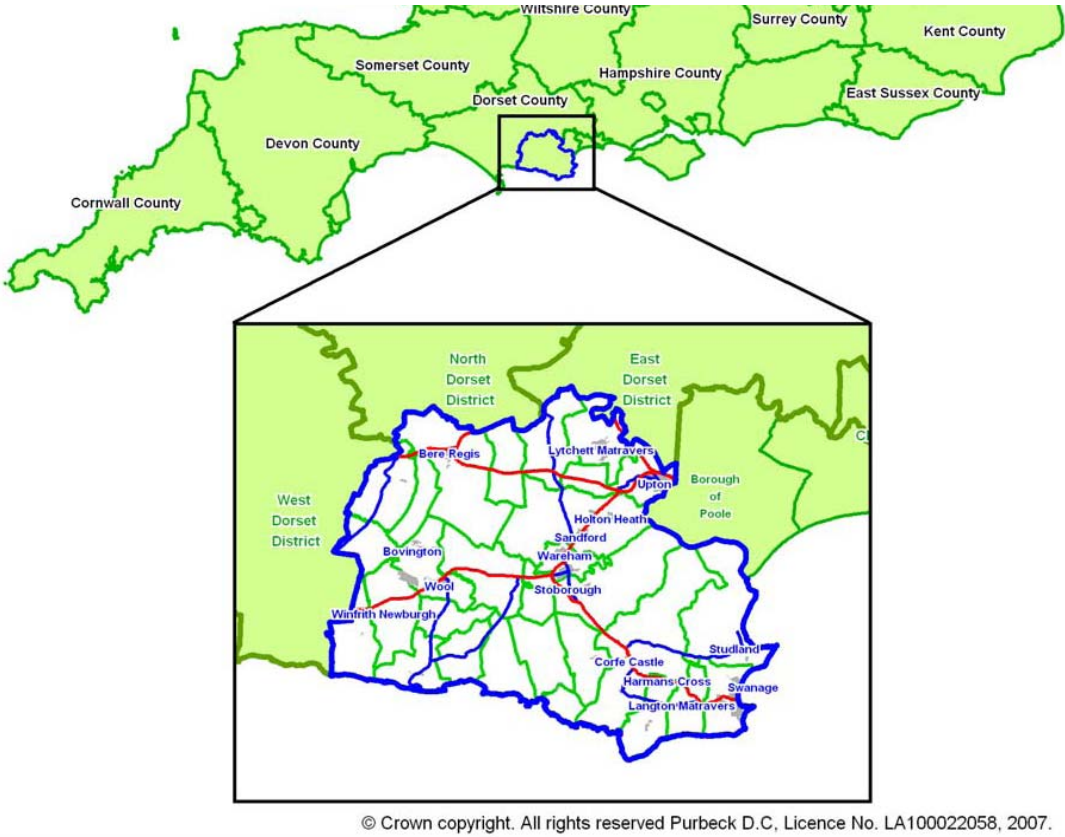 Wiltshire County
Surrey County
Kent County
Somerset County
Hampshire County
East Sussex County
Dorset County
Devon County
Cornwall County
North
Dorset
District
East
Dorset
District
Bere Regis
Lytchett Matravers
Upton
Borough
of
Poole
West
Dorset
District
Holton Heath
Sandford
Bovington
Wareham
Wool
Stoborough
Winfrith Newburgh
Studland
Corfe Castle
Harmans Cross
Swanage
Langton Matravers
© Crown copyright. All rights reserved Purbeck D.C, Licence No. LA100022058, 2007.